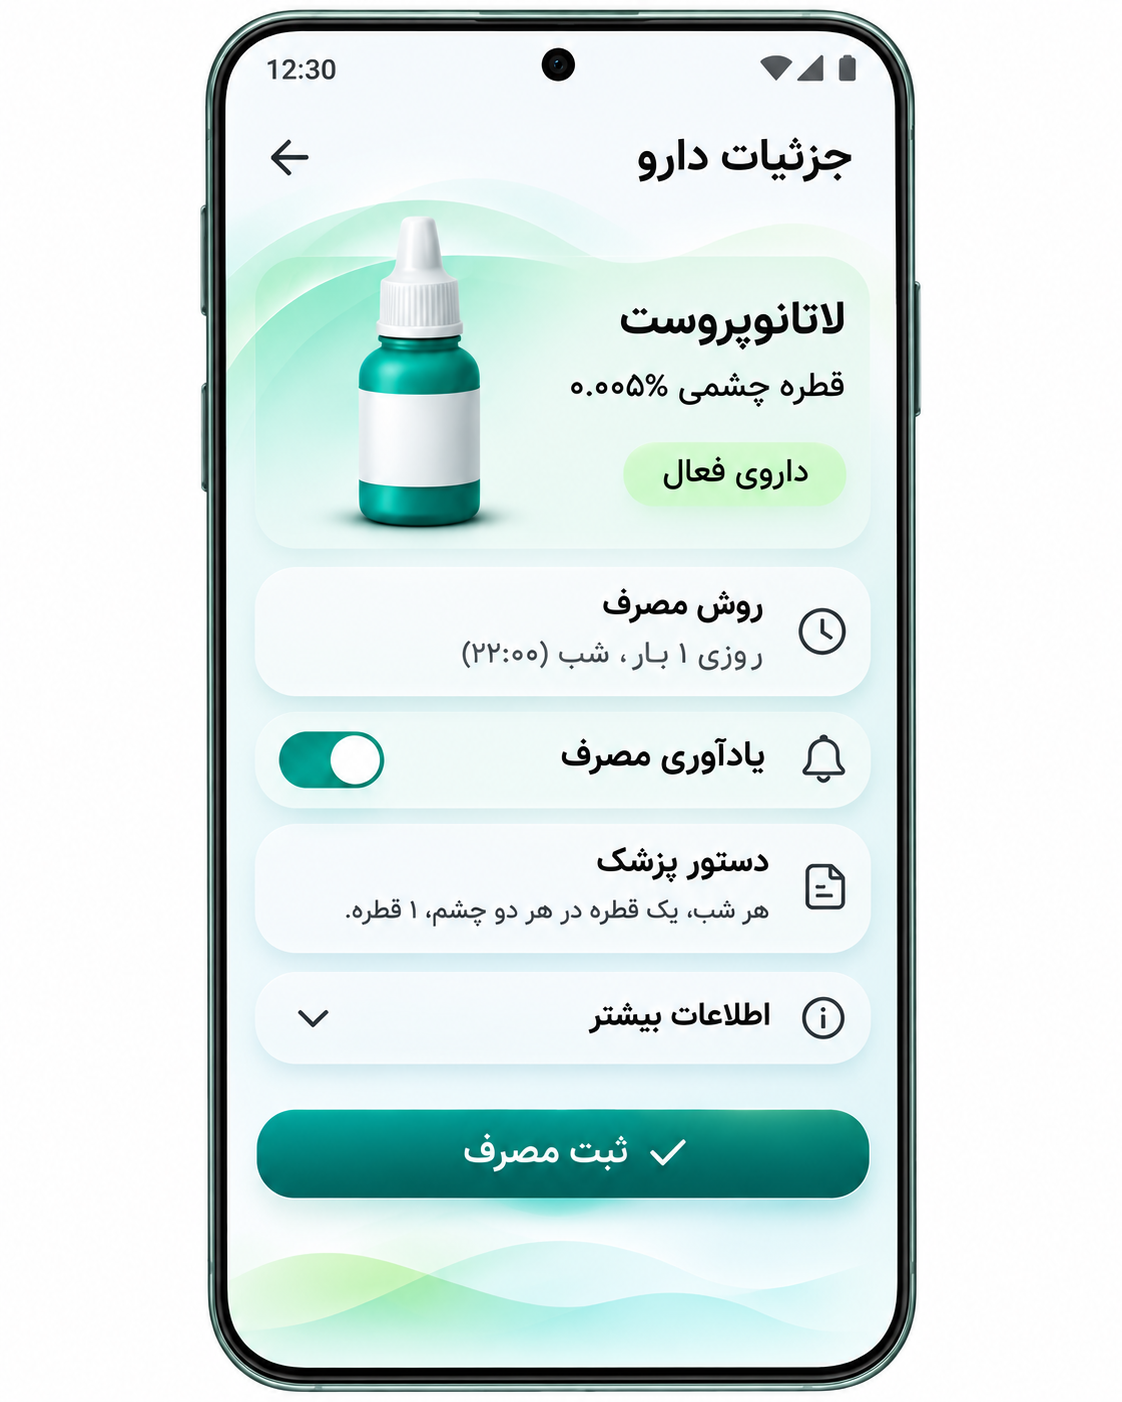 12:30
جزئیات دارو
لاتانوپروست
قطره چشمی ۰.۰۰۵%
داروی فعال
روش مصرف
روزی ۱ بار، شب (۲۲:۰۰)
یادآوری مصرف
دستور پزشک
هر شب، یک قطره در هر دو چشم، ۱ قطره.
اطلاعات بیشتر
ثبت مصرف